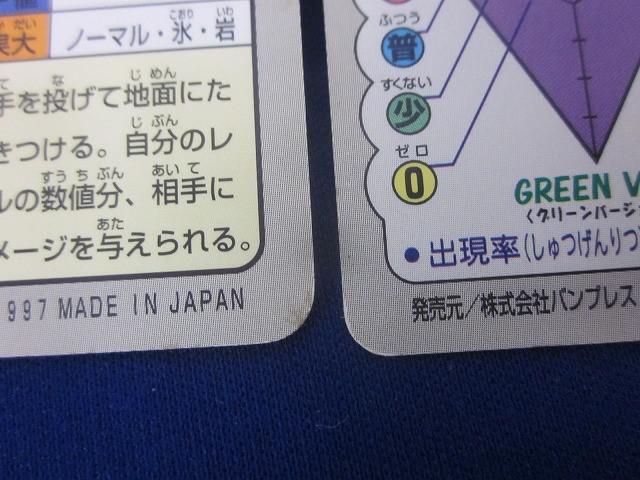 果大
ノーマル・氷・岩
手を投げて地面にた
きつける。自分のレ
ルの数値分、相手に
メージを与えられる。
997 MADE IN JAPAN
ふつう
普
すくない
少
ゼロ
0
GREEN V
〈グリーンバージ
●出現率(しゅつげんりつ
発売元/株式会社バンプレス